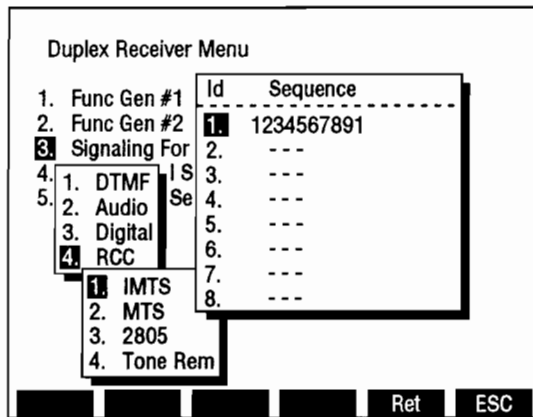 Duplex Receiver Menu
1. Func Gen #1
2. Func Gen #2
3. Signaling For
4. I S
5. Se
1. DTMF
2. Audio
3. Digital
4. RCC
1. IMTS
2. MTS
3. 2805
4. Tone Rem
Id Sequence
1. 1234567891
2. ---
3. ---
4. ---
5. ---
6. ---
7. ---
8. ---
Ret ESC